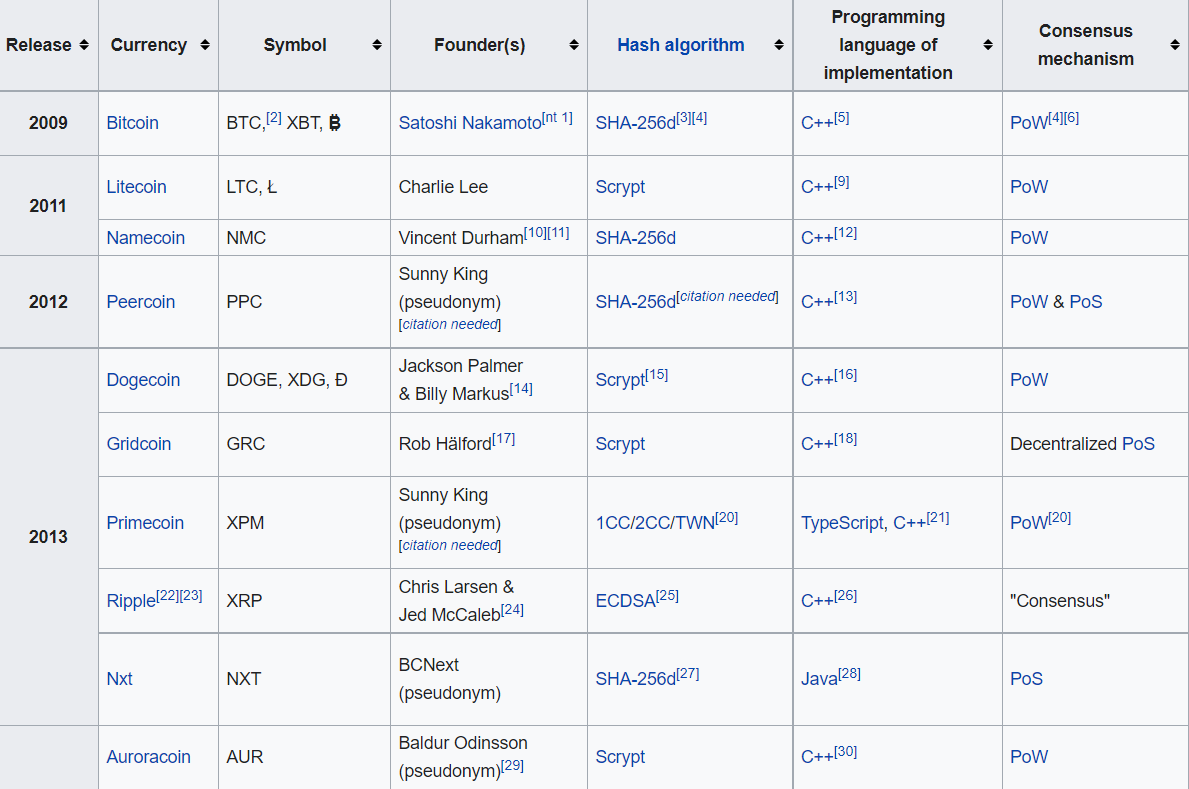 Release Currency Symbol Founder(s) Hash algorithm Programming language of implementation Consensus mechanism
2009 Bitcoin BTC,[2] XBT, ₿ Satoshi Nakamoto[nt 1] SHA-256d[3][4] C++[5] PoW[4][6]
2011
Litecoin LTC, Ł Charlie Lee Scrypt C++[9] PoW
Namecoin NMC Vincent Durham[10][11] SHA-256d C++[12] PoW
2012 Peercoin PPC Sunny King (pseudonym) [citation needed] SHA-256d[citation needed] C++[13] PoW & PoS
2013
Dogecoin DOGE, XDG, Ð Jackson Palmer & Billy Markus[14] Scrypt[15] C++[16] PoW
Gridcoin GRC Rob Hälford[17] Scrypt C++[18] Decentralized PoS
Primecoin XPM Sunny King (pseudonym) [citation needed] 1CC/2CC/TWN[20] TypeScript, C++[21] PoW[20]
Ripple[22][23] XRP Chris Larsen & Jed McCaleb[24] ECDSA[25] C++[26] "Consensus"
Nxt NXT BCNext (pseudonym) SHA-256d[27] Java[28] PoS
Auroracoin AUR Baldur Odinsson (pseudonym)[29] Scrypt C++[30] PoW